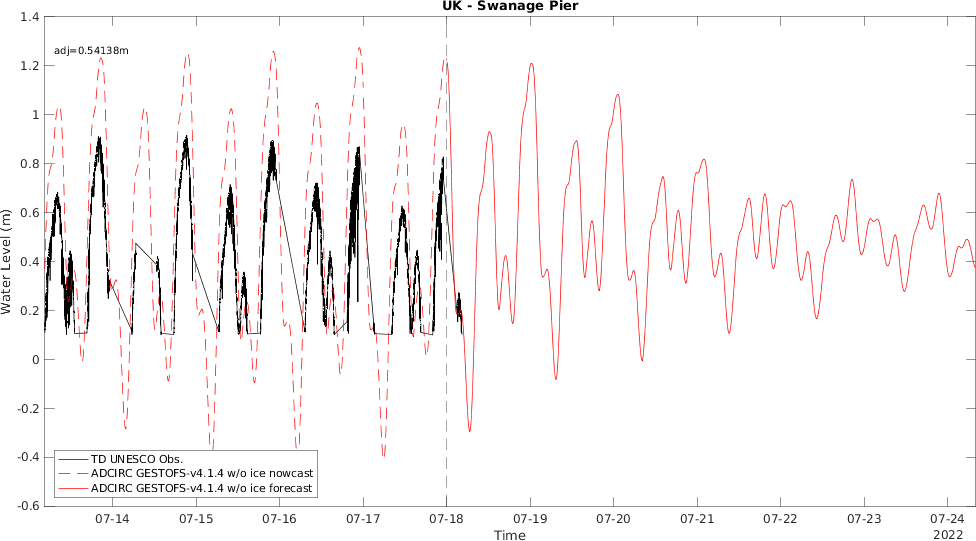 UK - Swanage Pier
adj=0.54138m
Water Level (m)
1.4
1.2
1
0.8
0.6
0.4
0.2
0
-0.2
-0.4
-0.6
TD UNESCO Obs.
ADCIRC GESTOFS-v4.1.4 w/o ice nowcast
ADCIRC GESTOFS-v4.1.4 w/o ice forecast
07-14 07-15 07-16 07-17 07-18 07-19 07-20 07-21 07-22 07-23 07-24
Time
2022